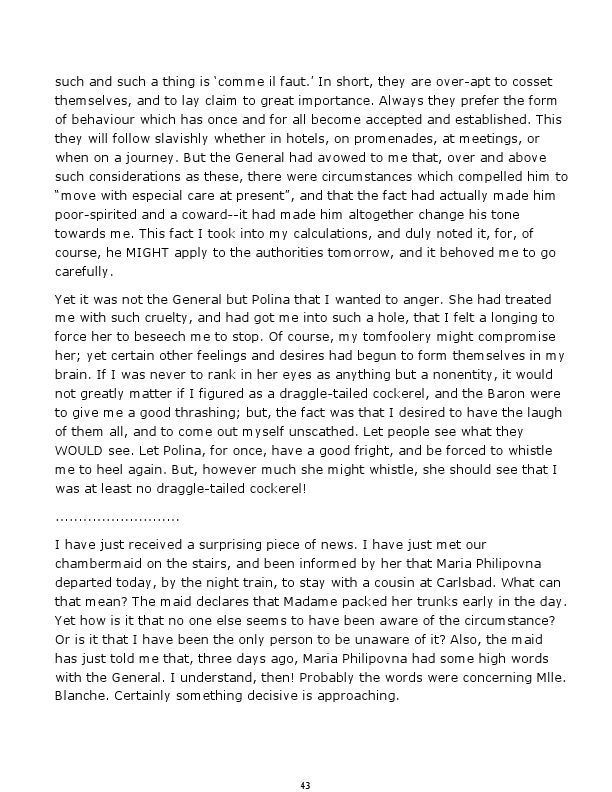 such and such a thing is ‘comme il faut.’ In short, they are over-apt to cosset
themselves, and to lay claim to great importance. Always they prefer the form
of behaviour which has once and for all become accepted and established. This
they will follow slavishly whether in hotels, on promenades, at meetings, or
when on a journey. But the General had avowed to me that, over and above
such considerations as these, there were circumstances which compelled him to
“move with especial care at present”, and that the fact had actually made him
poor-spirited and a coward--it had made him altogether change his tone
towards me. This fact I took into my calculations, and duly noted it, for, of
course, he MIGHT apply to the authorities tomorrow, and it behoved me to go
carefully.
Yet it was not the General but Polina that I wanted to anger. She had treated
me with such cruelty, and had got me into such a hole, that I felt a longing to
force her to beseech me to stop. Of course, my tomfoolery might compromise
her; yet certain other feelings and desires had begun to form themselves in my
brain. If I was never to rank in her eyes as anything but a nonentity, it would
not greatly matter if I figured as a draggle-tailed cockerel, and the Baron were
to give me a good thrashing; but, the fact was that I desired to have the laugh
of them all, and to come out myself unscathed. Let people see what they
WOULD see. Let Polina, for once, have a good fright, and be forced to whistle
me to heel again. But, however much she might whistle, she should see that I
was at least no draggle-tailed cockerel!
...........................
I have just received a surprising piece of news. I have just met our
chambermaid on the stairs, and been informed by her that Maria Philipovna
departed today, by the night train, to stay with a cousin at Carlsbad. What can
that mean? The maid declares that Madame packed her trunks early in the day.
Yet how is it that no one else seems to have been aware of the circumstance?
Or is it that I have been the only person to be unaware of it? Also, the maid
has just told me that, three days ago, Maria Philipovna had some high words
with the General. I understand, then! Probably the words were concerning Mlle.
Blanche. Certainly something decisive is approaching.
43